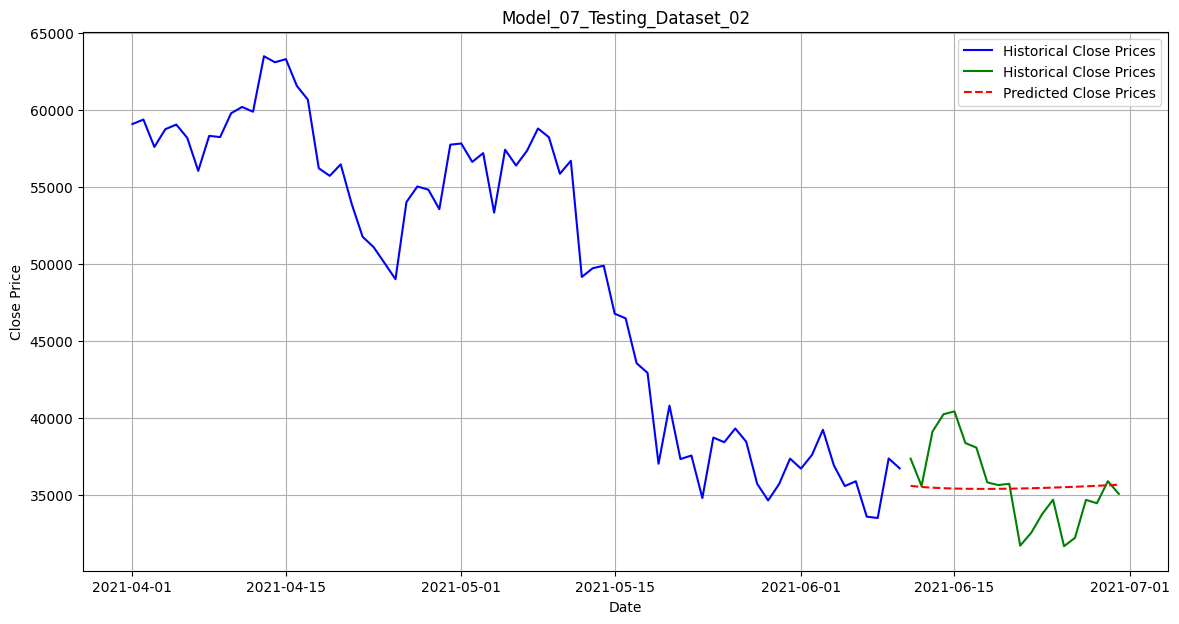 Model_07_Testing_Dataset_02
Historical Close Prices
Historical Close Prices
Predicted Close Prices
Close Price
65000
60000
55000
50000
45000
40000
35000
2021-04-01
2021-04-15
2021-05-01
2021-05-15
2021-06-01
2021-06-15
2021-07-01
Date